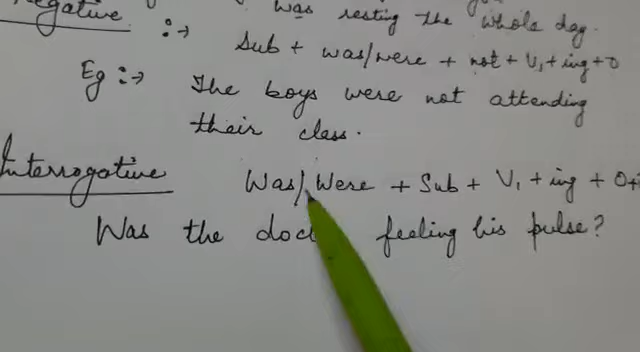 Negative
was resting the whole day.
:→ Sub + was/were + not + V₁ + ing + O
Eg :→ The boys were not attending
their class.
Interrogative Was/Were + Sub + V₁ + ing + O+
Was the doc feeling his pulse?